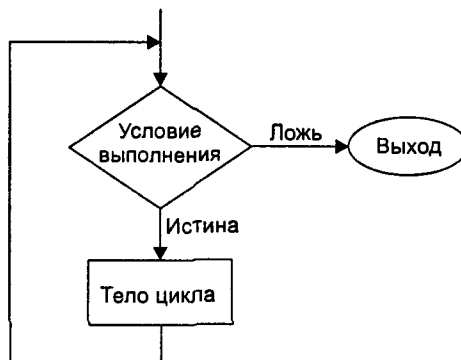 Условие
выполнения
Ложь
Выход
Истина
Тело цикла